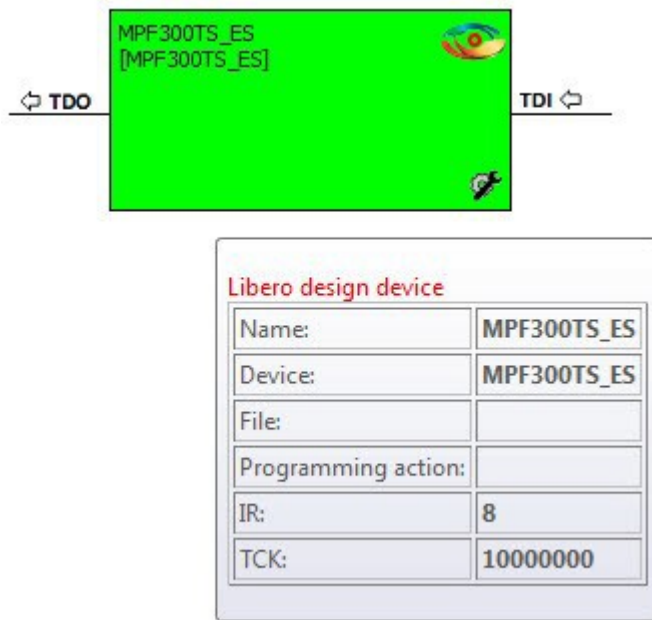 MPF300TS_ES
[MPF300TS_ES]
TDO
TDI
Libero design device
Name: MPF300TS_ES
Device: MPF300TS_ES
File:
Programming action:
IR: 8
TCK: 10000000